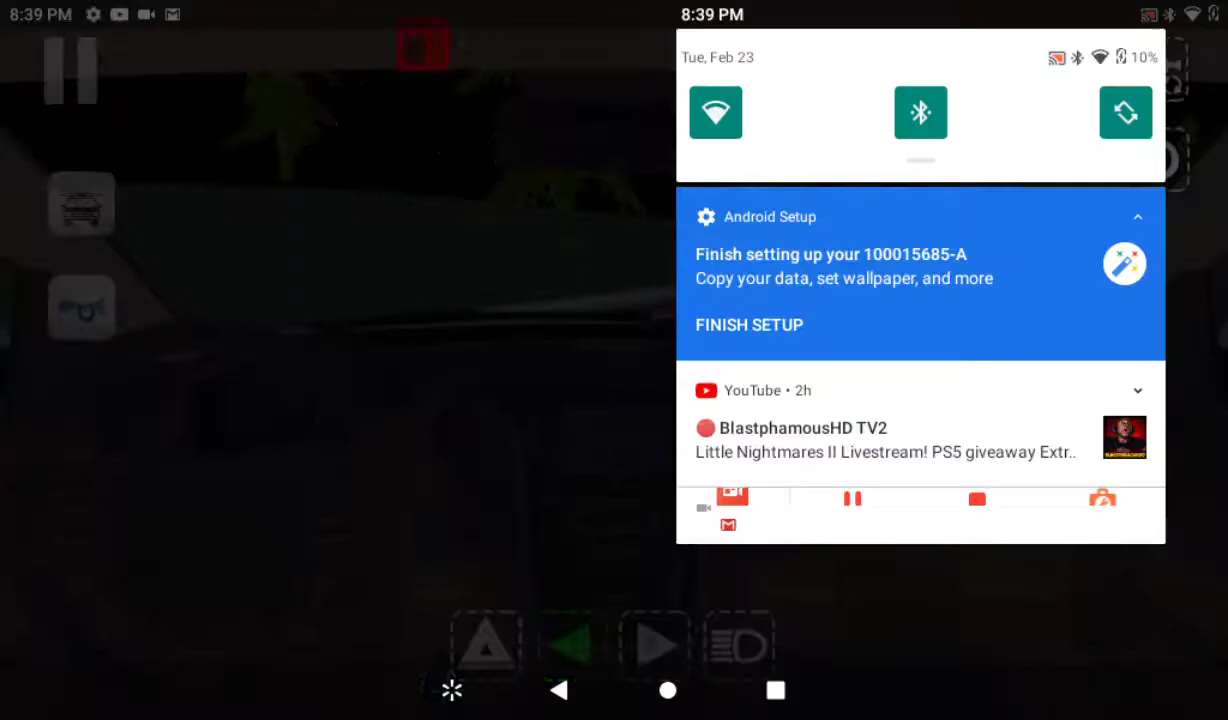 8:39 PM
8:39 PM
Tue, Feb 23
10%
Android Setup
Finish setting up your 100015685-A
Copy your data, set wallpaper, and more
FINISH SETUP
YouTube • 2h
🔴 BlastphamousHD TV2
Little Nightmares II Livestream! PS5 giveaway Extr..